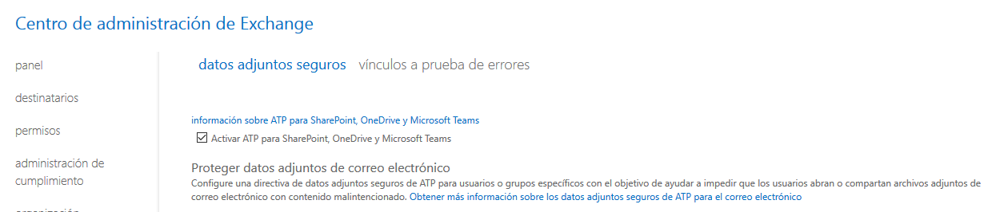 Centro de administración de Exchange
panel
destinatarios
permisos
administración de
cumplimiento
organización
datos adjuntos seguros
vínculos a prueba de errores
información sobre ATP para SharePoint, OneDrive y Microsoft Teams
Activar ATP para SharePoint, OneDrive y Microsoft Teams
Proteger datos adjuntos de correo electrónico
Configure una directiva de datos adjuntos seguros de ATP para usuarios o grupos específicos con el objetivo de ayudar a impedir que los usuarios abran o compartan archivos adjuntos de
correo electrónico con contenido malintencionado. Obtener más información sobre los datos adjuntos seguros de ATP para el correo electrónico